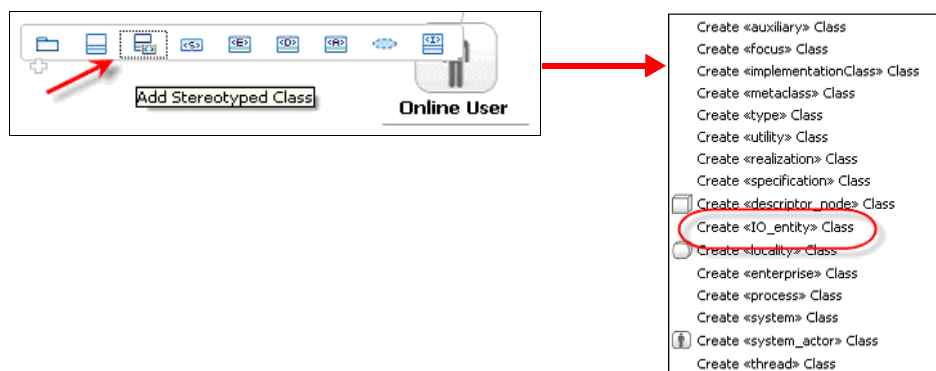 <S>
<E>
<D>
<A>
<I>
Add Stereotyped Class
Online User
Create «auxiliary» Class
Create «focus» Class
Create «implementationClass» Class
Create «metaclass» Class
Create «type» Class
Create «utility» Class
Create «realization» Class
Create «specification» Class
Create «descriptor_node» Class
Create «IO_entity» Class
Create «locality» Class
Create «enterprise» Class
Create «process» Class
Create «system» Class
Create «system_actor» Class
Create «thread» Class